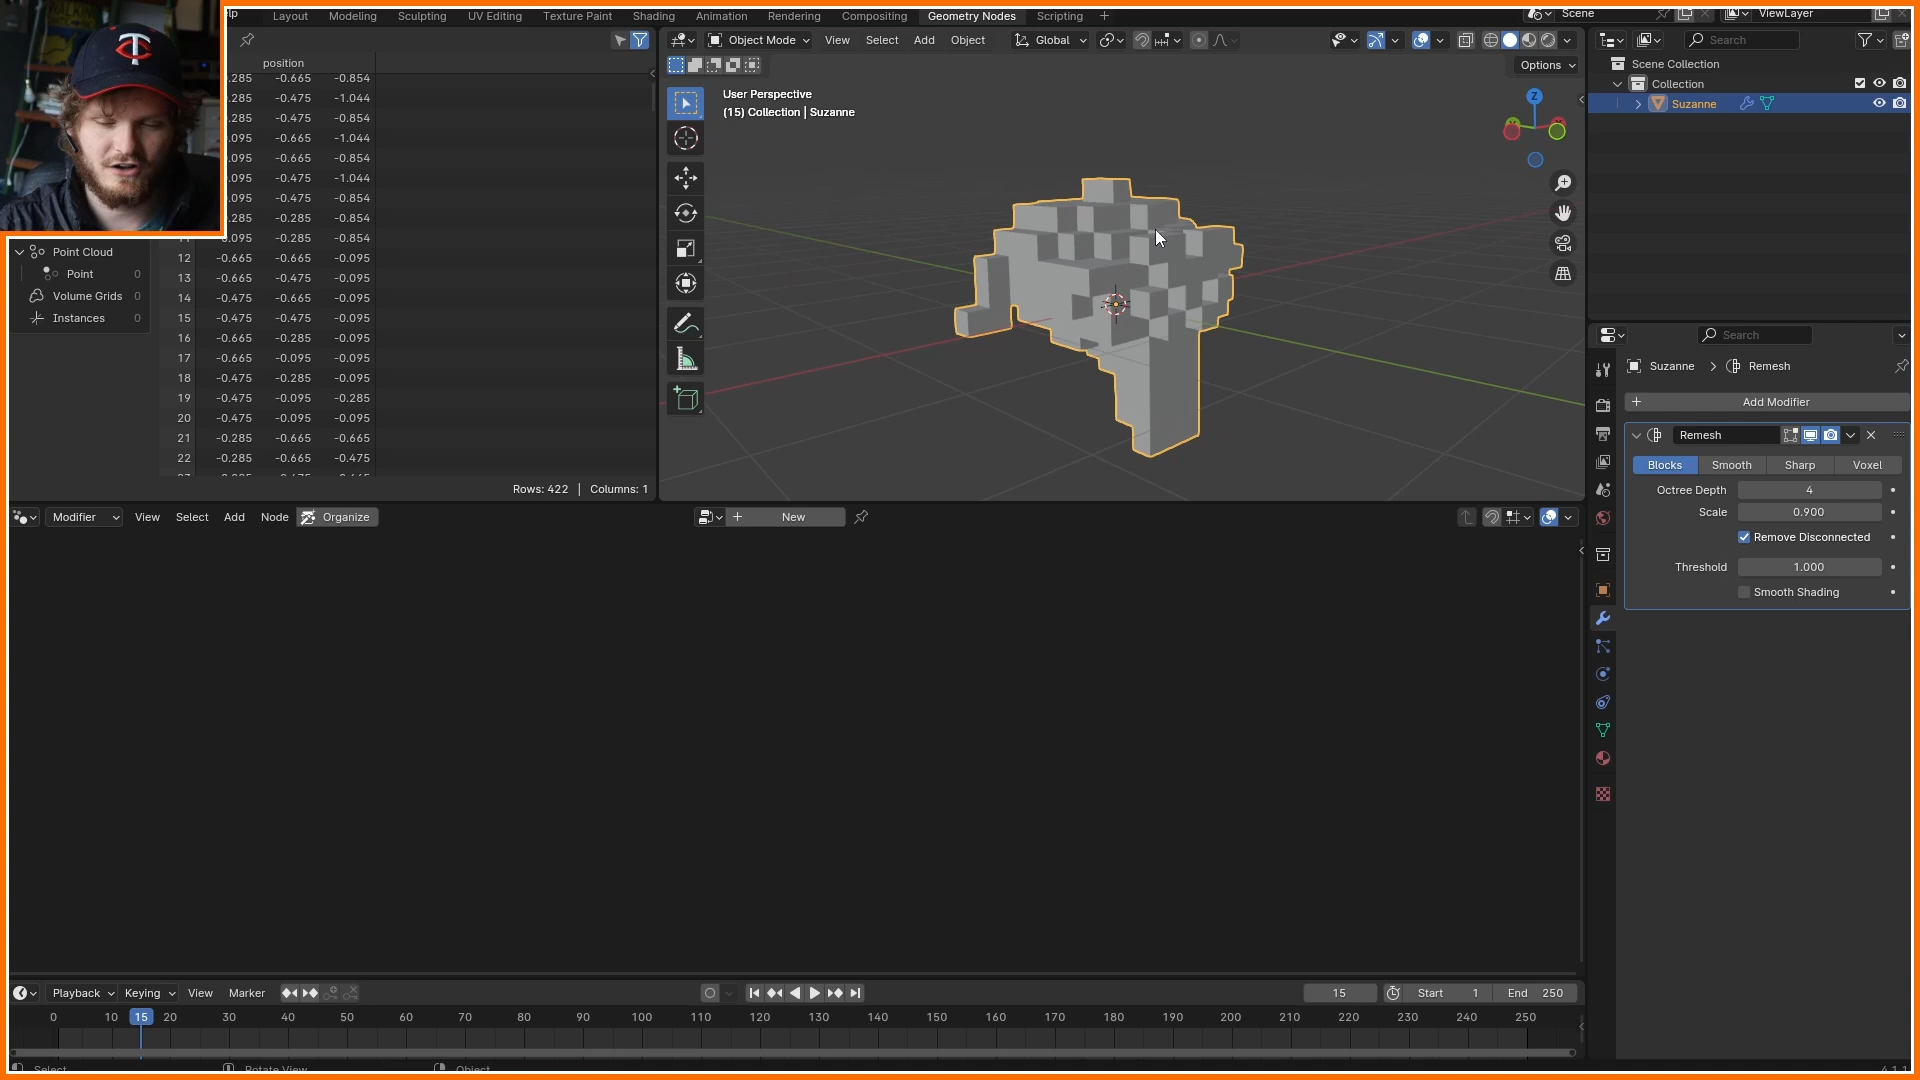 lp Layout Modeling Sculpting UV Editing Texture Paint Shading Animation Rendering Compositing Geometry Nodes Scripting +
Scene ViewLayer
Object Mode View Select Add Object Global
Search
Options
position
.285 -0.665 -0.854
.285 -0.475 -1.044
.285 -0.475 -0.854
.095 -0.665 -1.044
.095 -0.665 -0.854
.095 -0.475 -1.044
.095 -0.475 -0.854
.285 -0.285 -0.854
11 -0.095 -0.285 -0.854
12 -0.665 -0.665 -0.095
13 -0.665 -0.475 -0.095
14 -0.475 -0.665 -0.095
15 -0.475 -0.475 -0.095
16 -0.665 -0.285 -0.095
17 -0.665 -0.095 -0.095
18 -0.475 -0.285 -0.095
19 -0.475 -0.095 -0.285
20 -0.475 -0.095 -0.095
21 -0.285 -0.665 -0.665
22 -0.285 -0.665 -0.475
Point Cloud
Point 0
Volume Grids 0
Instances 0
Rows: 422 | Columns: 1
User Perspective
(15) Collection | Suzanne
Z
Scene Collection
Collection
Suzanne
Search
Suzanne > Remesh
+ Add Modifier
Remesh
Blocks Smooth Sharp Voxel
Octree Depth 4
Scale 0.900
Remove Disconnected
Threshold 1.000
Smooth Shading
Modifier View Select Add Node Organize
+ New
Playback Keying View Marker
15 Start 1 End 250
0 10 15 20 30 40 50 60 70 80 90 100 110 120 130 140 150 160 170 180 190 200 210 220 230 240 250
Select Rotate View Object